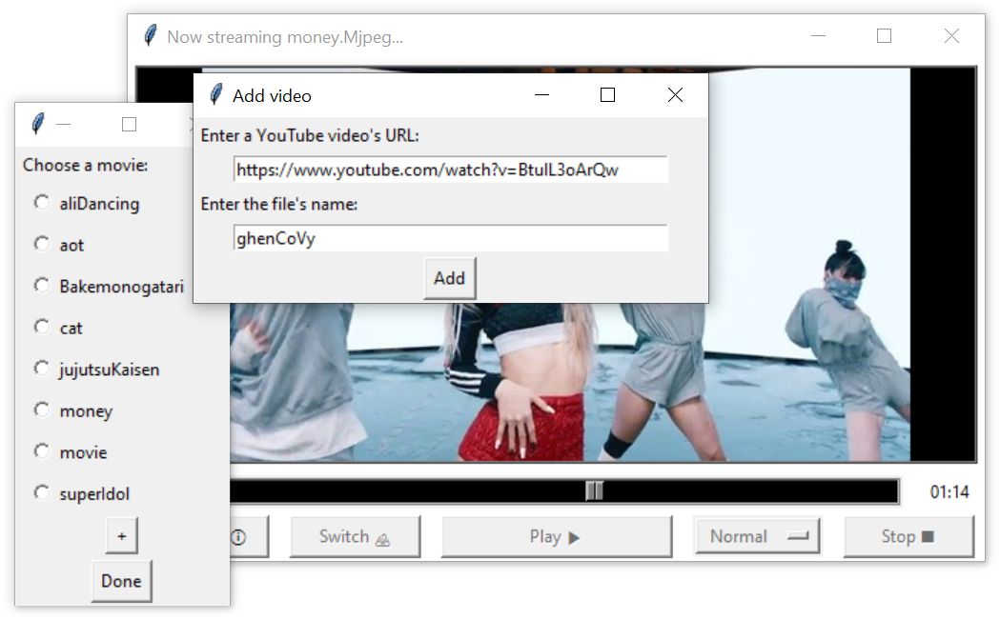 Now streaming money.Mjpeg...
Add video
Enter a YouTube video's URL:
https://www.youtube.com/watch?v=BtulL3oArQw
Enter the file's name:
ghenCoVy
Add
Choose a movie:
aliDancing
aot
Bakemonogatari
cat
jujutsuKaisen
money
movie
superIdol
+
Done
01:14
Switch
Play
Normal
Stop